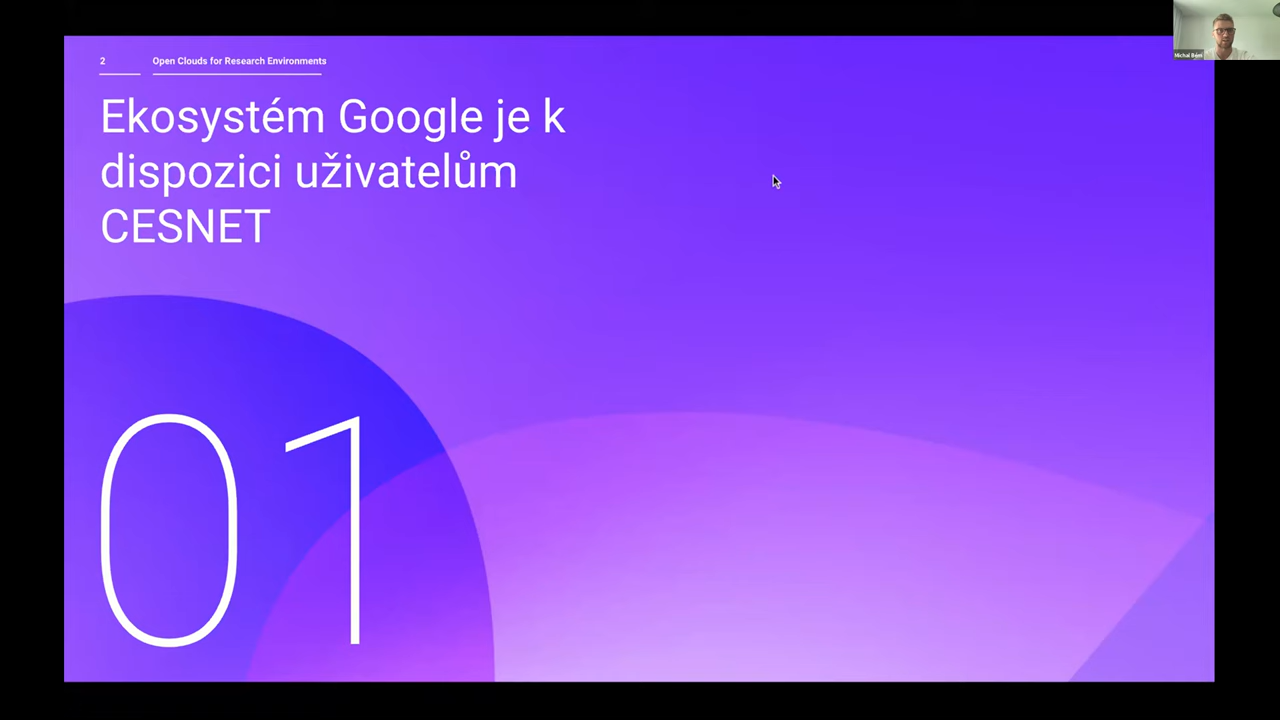 2 Open Clouds for Research Environments
Ekosystém Google je k
dispozici uživatelům
CESNET
01